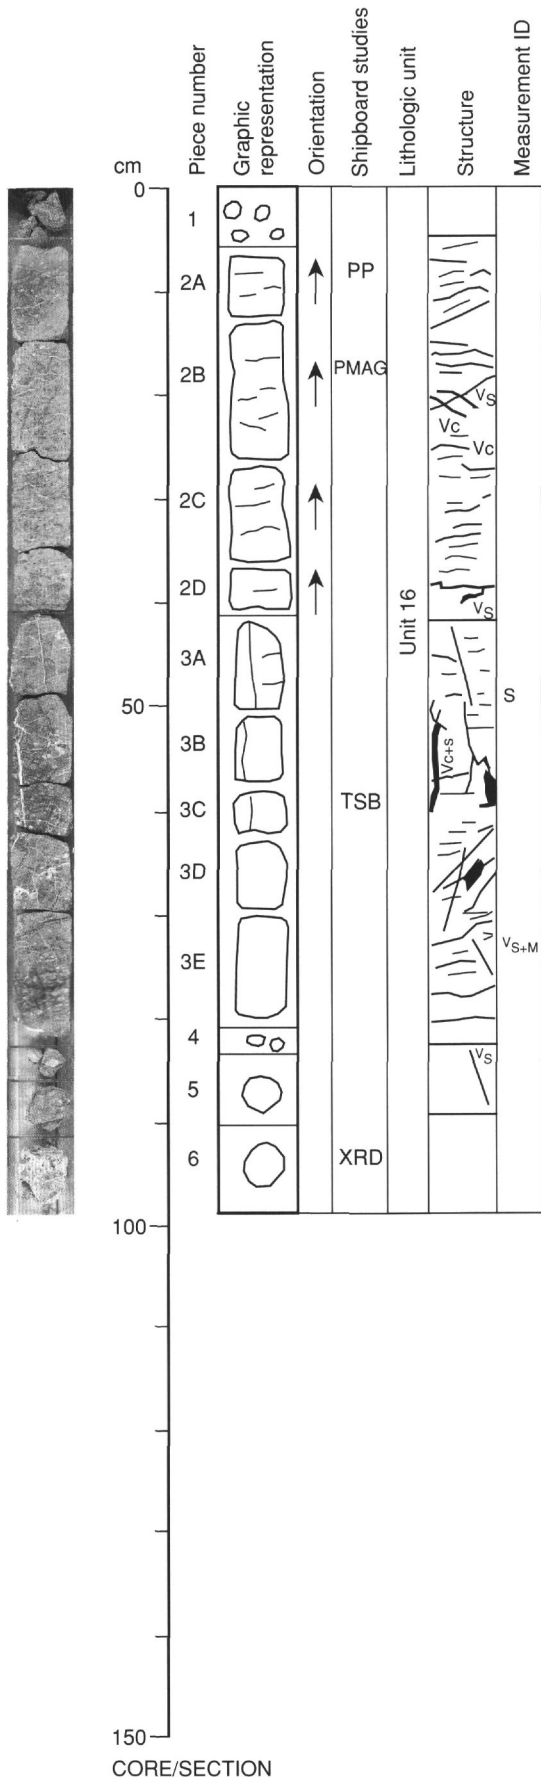 cm
Piece number
Graphic
representation
Orientation
Shipboard studies
Lithologic unit
Structure
Measurement ID
0
1
2A
PP
2B
PMAG
Vs
Vc
Vc
2C
2D
Vs
Unit 16
3A
50
S
3B
Vc+s
3C
TSB
3D
3E
VS+M
4
Vs
5
6
XRD
100
150
CORE/SECTION